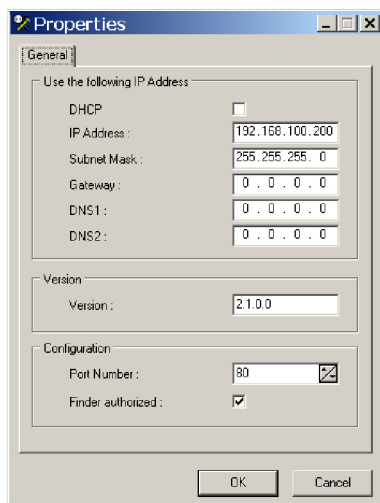 Properties
General
Use the following IP Address
DHCP
IP Address : 192.168.100.200
Subnet Mask : 255.255.255. 0
Gateway : 0 . 0 . 0 . 0
DNS1 : 0 . 0 . 0 . 0
DNS2 : 0 . 0 . 0 . 0
Version
Version : 2.1.0.0
Configuration
Port Number : 80
Finder authorized :
OK Cancel